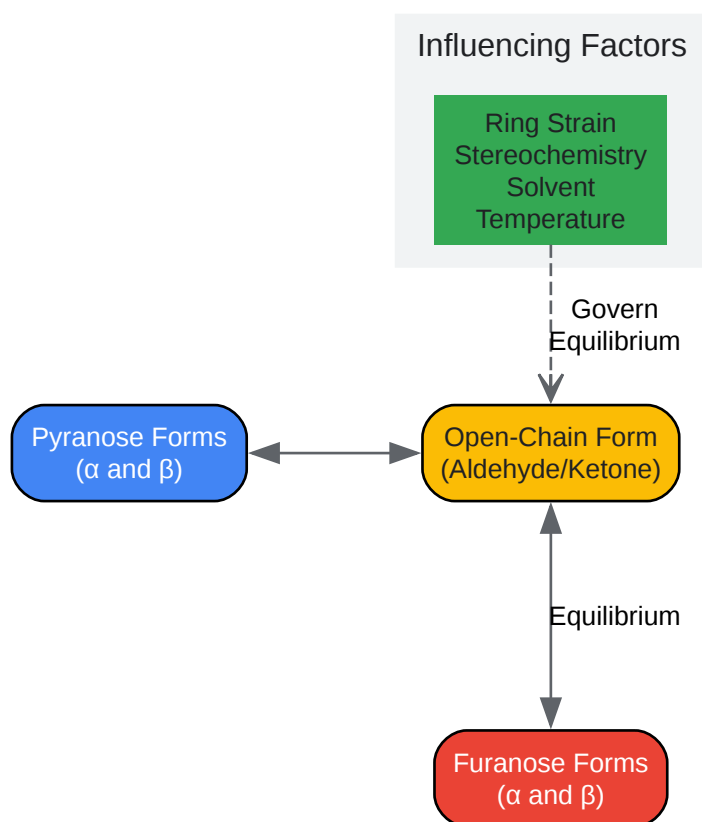 Influencing Factors
Ring Strain
Stereochemistry
Solvent
Temperature
Govern
Equilibrium
Pyranose Forms
(α and β)
Open-Chain Form
(Aldehyde/Ketone)
Equilibrium
Furanose Forms
(α and β)